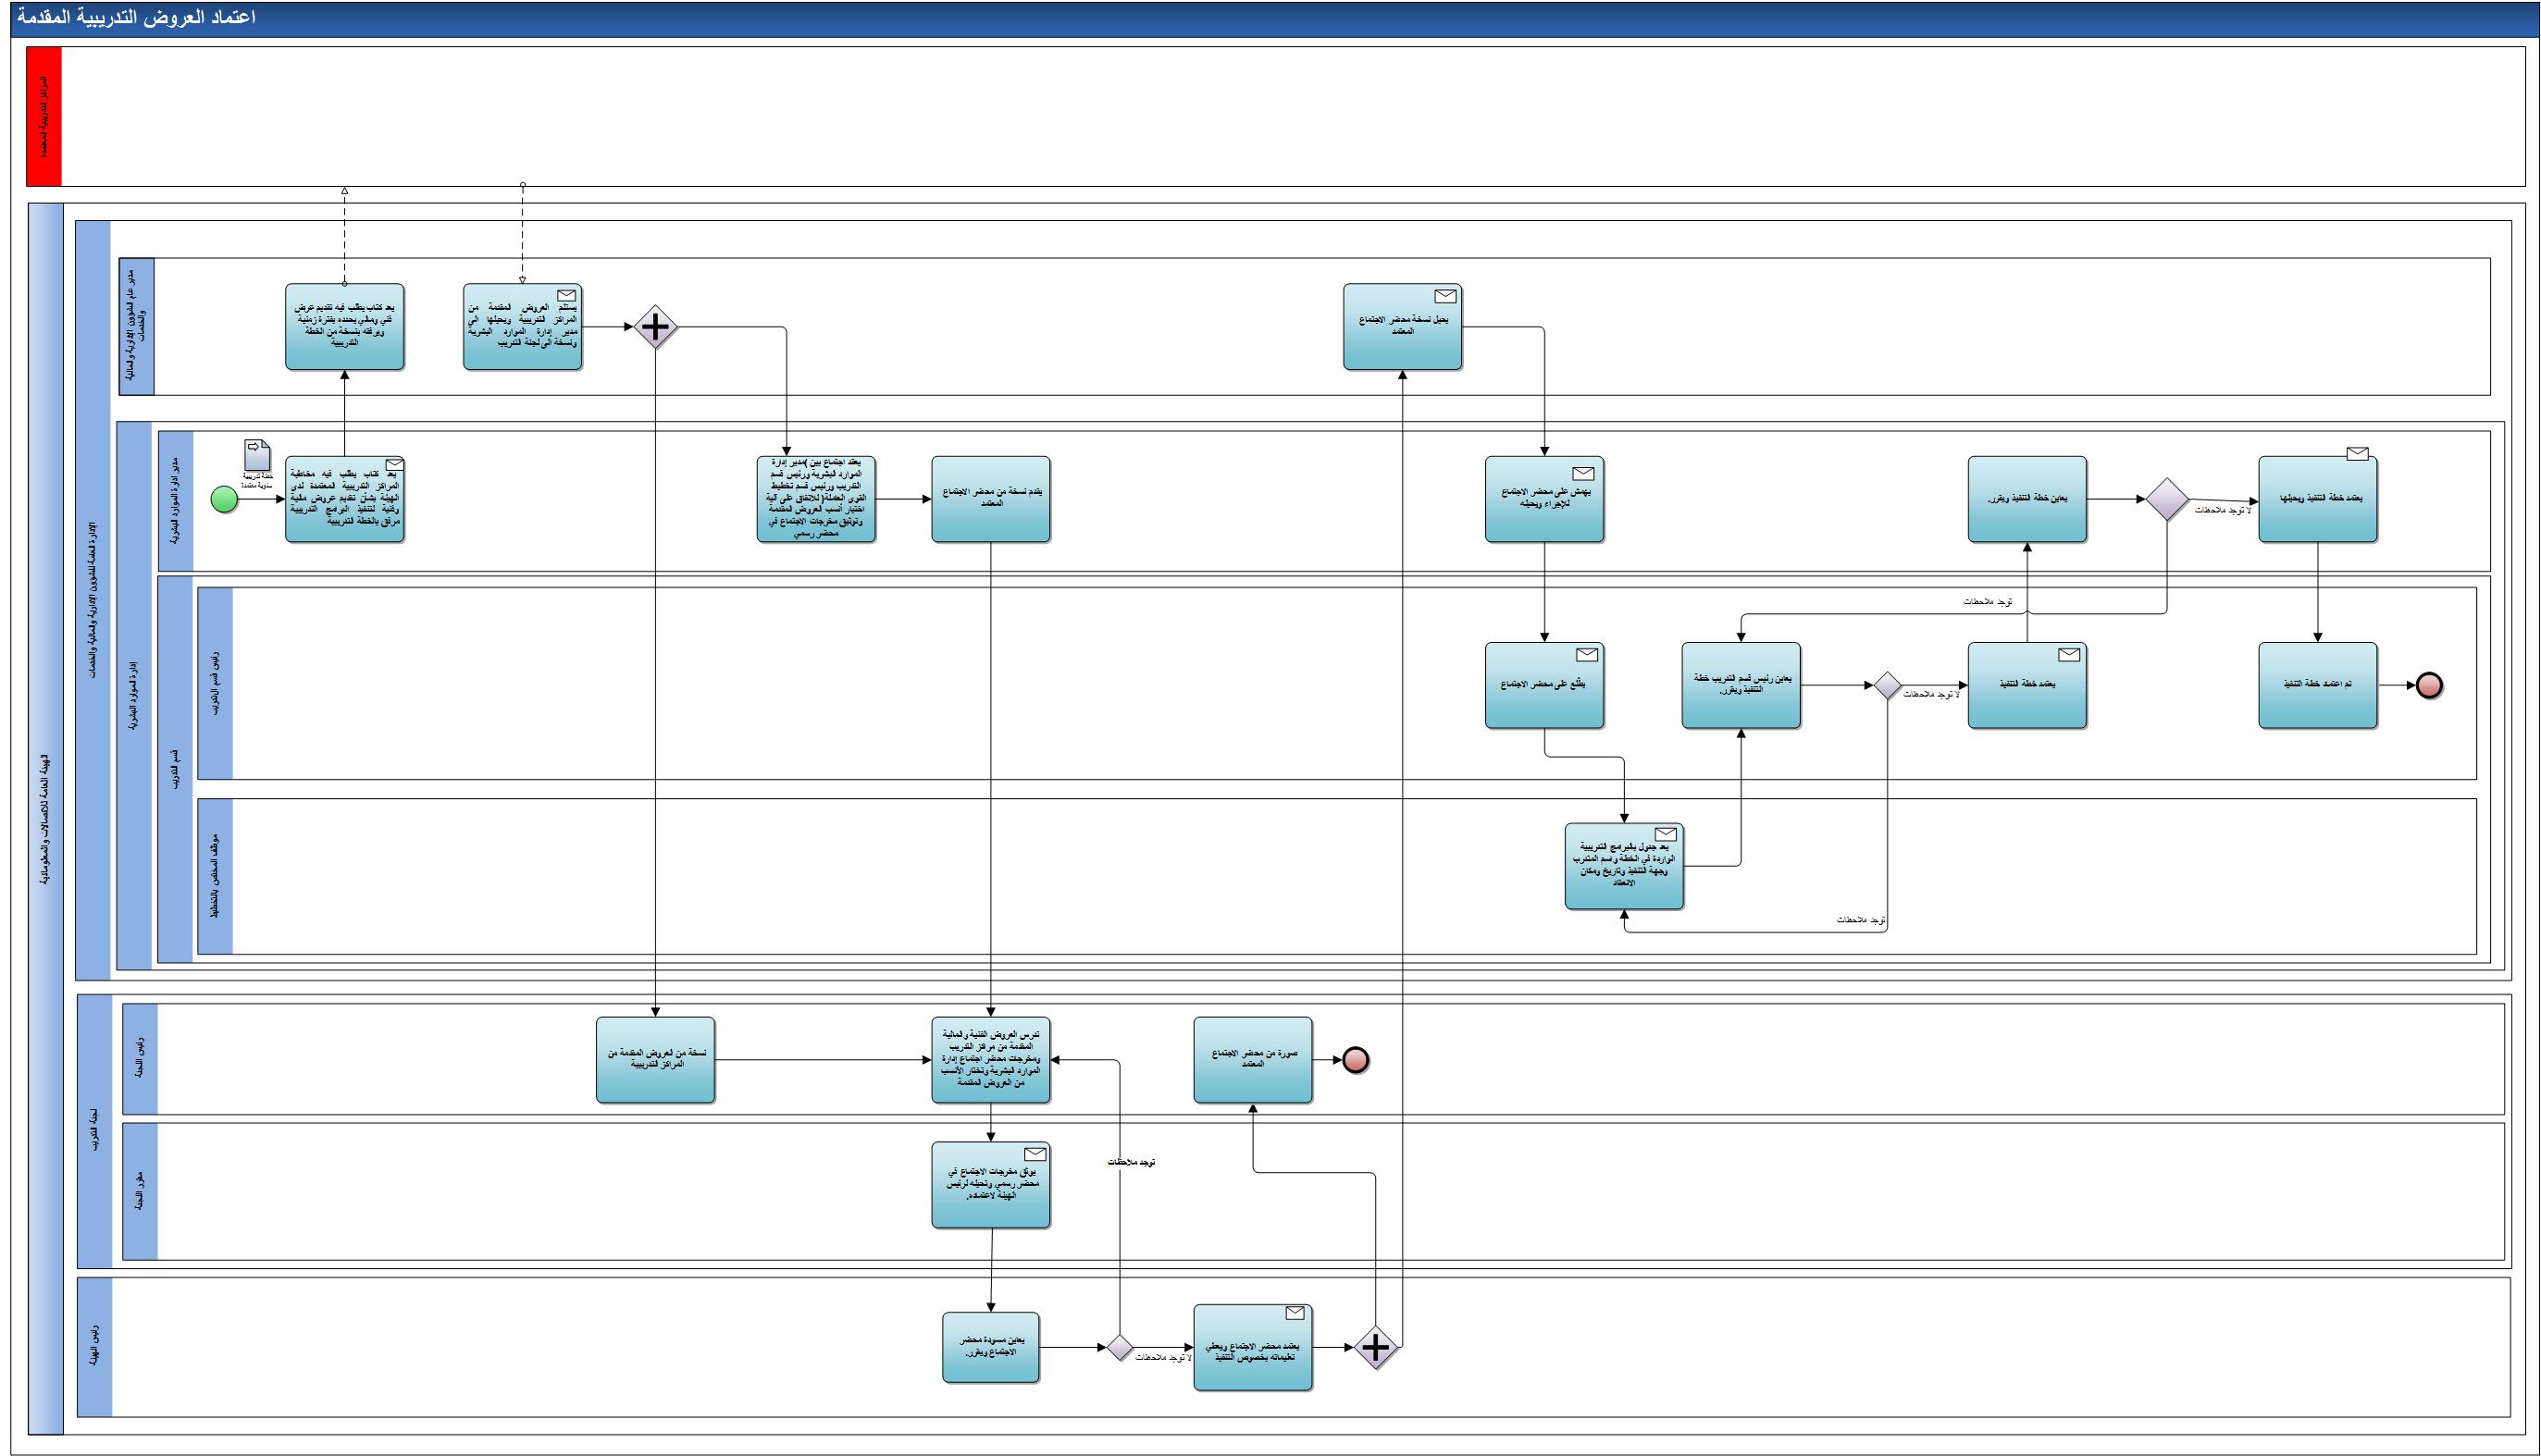 اعتماد العروض التدريبية المقدمة
المراكز التدريبية المعتمدة
الهيئة العامة للاتصالات والمعلوماتية
الإدارة العامة للشؤون الإدارية والمالية والخدمات
مدير عام الشؤون الإدارية والمالية
والخدمات
يعد كتاب يطلب فيه تقديم عرض
فني ومالي يحدده بفترة زمنية
ويرفقه بنسخة من الخطة
التدريبية
يستلم العروض المقدمة من
المراكز التدريبية ويحيلها الى
مدير إدارة الموارد البشرية
ونسخة الى لجنة التدريب
يحيل نسخة محضر الاجتماع
المعتمد
إدارة الموارد البشرية
مدير إدارة الموارد البشرية
خطة تدريبية
سنوية معتمدة
يعد كتاب يطلب فيه مخاطبة
المراكز التدريبية المعتمدة لدى
الهيئة بشأن تقديم عروض مالية
وفنية لتنفيذ البرامج التدريبية
مرفق بالخطة التدريبية
يعقد اجتماع بين )مدير إدارة
الموارد البشرية ورئيس قسم
التدريب ورئيس قسم تخطيط
القوى العاملة( للاتفاق على آلية
اختيار أنسب العروض المقدمة
وتوثيق مخرجات الاجتماع في
محضر رسمي
يقدم نسخة من محضر الاجتماع
المعتمد
يهمش على محضر الاجتماع
للإجراء ويحيله
يعاين خطة التنفيذ ويقرر.
لا توجد ملاحظات
يعتمد خطة التنفيذ ويحيلها
توجد ملاحظات
قسم التدريب
رئيس قسم التدريب
يطّلع على محضر الاجتماع
يعاين رئيس قسم التدريب خطة
التنفيذ ويقرر.
لا توجد ملاحظات
يعتمد خطة التنفيذ
تم اعتماد خطة التنفيذ
موظف المختص بالتخطيط
يعد جدول بالبرامج التدريبية
الواردة في الخطة واسم المتدرب
وجهة التنفيذ وتاريخ ومكان
الانعقاد
توجد ملاحظات
لجنة التدريب
رئيس اللجنة
نسخة من العروض المقدمة من
المراكز التدريبية
تدرس العروض الفنية والمالية
المقدمة من مراكز التدريب
ومخرجات محضر اجتماع إدارة
الموارد البشرية وتختار الأنسب
من العروض المقدمة
صورة من محضر الاجتماع
المعتمد
مقرر اللجنة
يوثق مخرجات الاجتماع في
محضر رسمي وتحيله لرئيس
الهيئة لاعتماده.
توجد ملاحظات
رئيس الهيئة
يعاين مسودة محضر
الاجتماع ويقرر.
لا توجد ملاحظات
يعتمد محضر الاجتماع ويعطي
تعليماته بخصوص التنفيذ